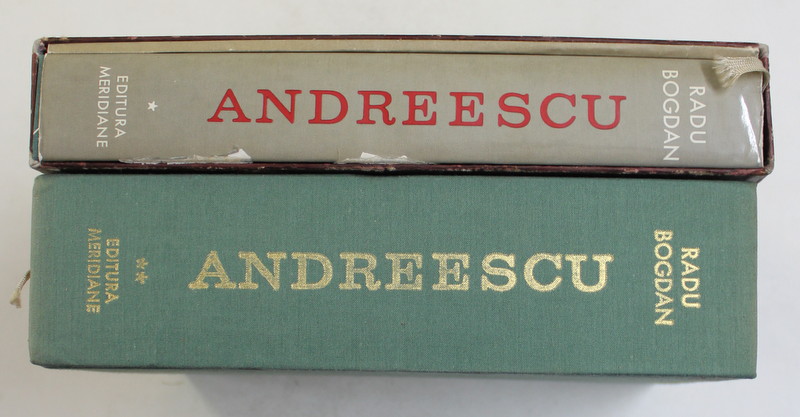 EDITURA
MERIDIANE
*
ANDREESCU
RADU
BOGDAN
EDITURA
MERIDIANE
**
ANDREESCU
RADU
BOGDAN